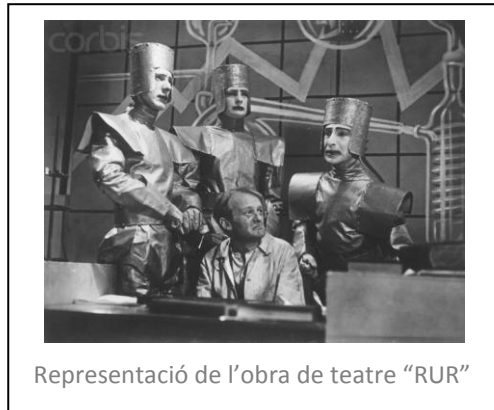 corbis
Representació de l’obra de teatre “RUR”